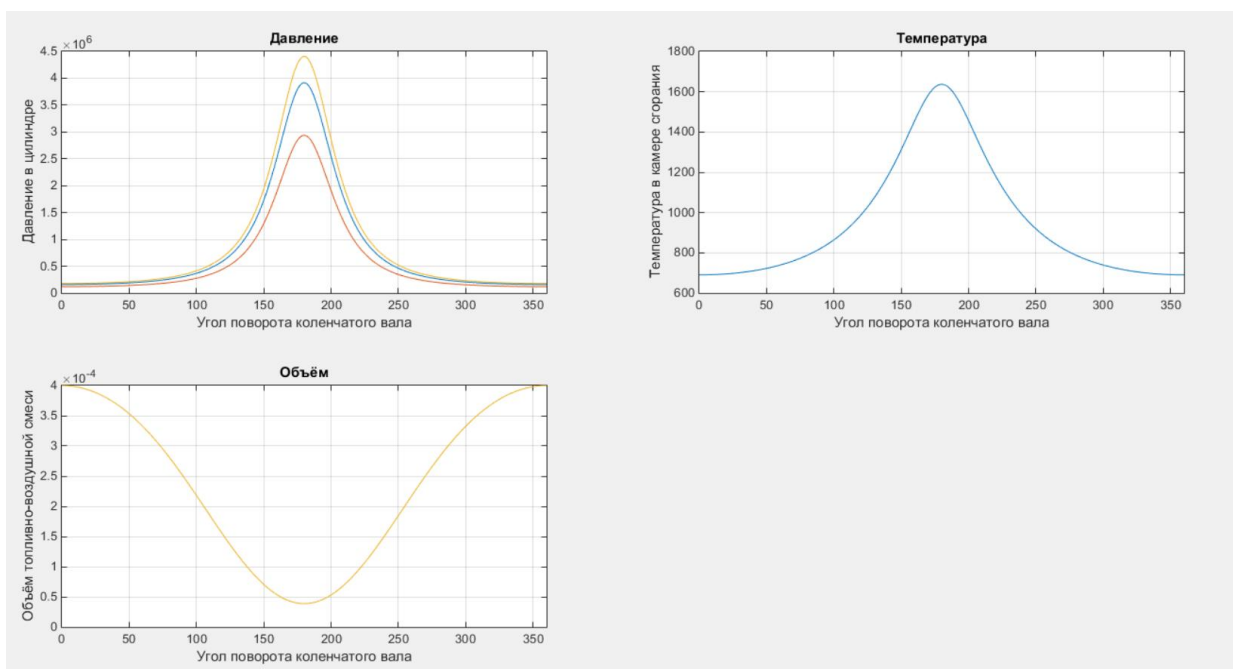 Давление
×10⁶
4.5
4
3.5
3
2.5
2
1.5
1
0.5
0
Давление в цилиндре
0 50 100 150 200 250 300 350
Угол поворота коленчатого вала
Температура
1800
1600
1400
1200
1000
800
600
Температура в камере сгорания
0 50 100 150 200 250 300 350
Угол поворота коленчатого вала
Объём
×10⁻⁴
4
3.5
3
2.5
2
1.5
1
0.5
0
Объём топливно-воздушной смеси
0 50 100 150 200 250 300 350
Угол поворота коленчатого вала